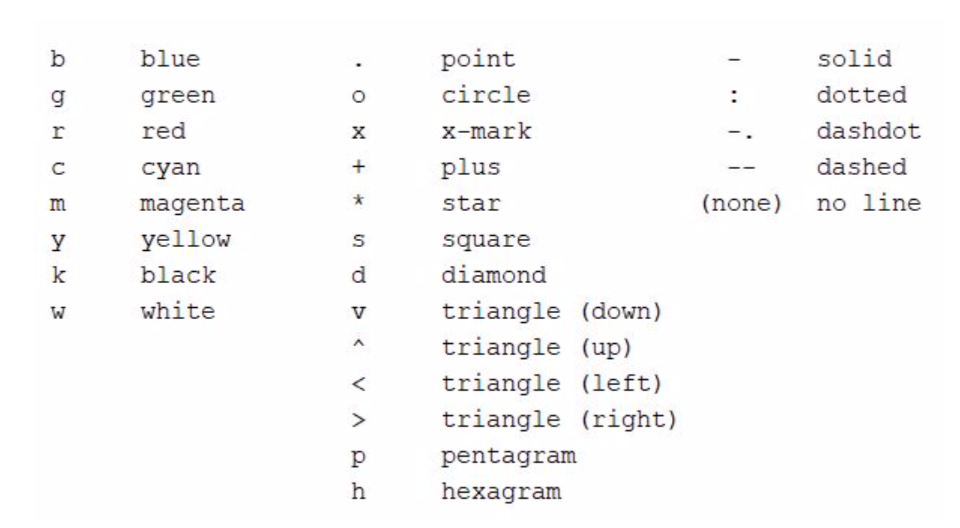 b blue . point - solid
g green o circle : dotted
r red x x-mark -. dashdot
c cyan + plus -- dashed
m magenta * star (none) no line
y yellow s square
k black d diamond
w white v triangle (down)
^ triangle (up)
< triangle (left)
> triangle (right)
p pentagram
h hexagram